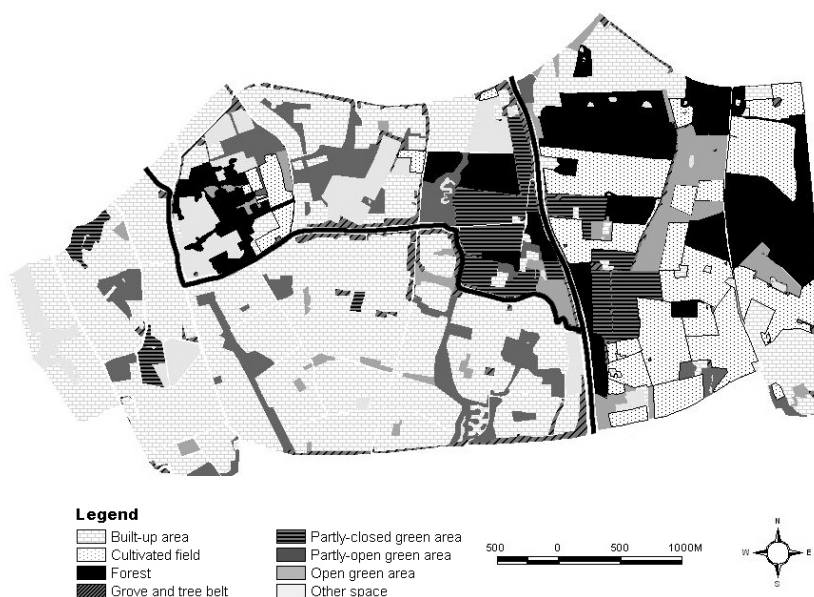 Legend
Built-up area
Cultivated field
Forest
Grove and tree belt
Partly-closed green area
Partly-open green area
Open green area
Other space
500 0 500 1000M
N
W E
S